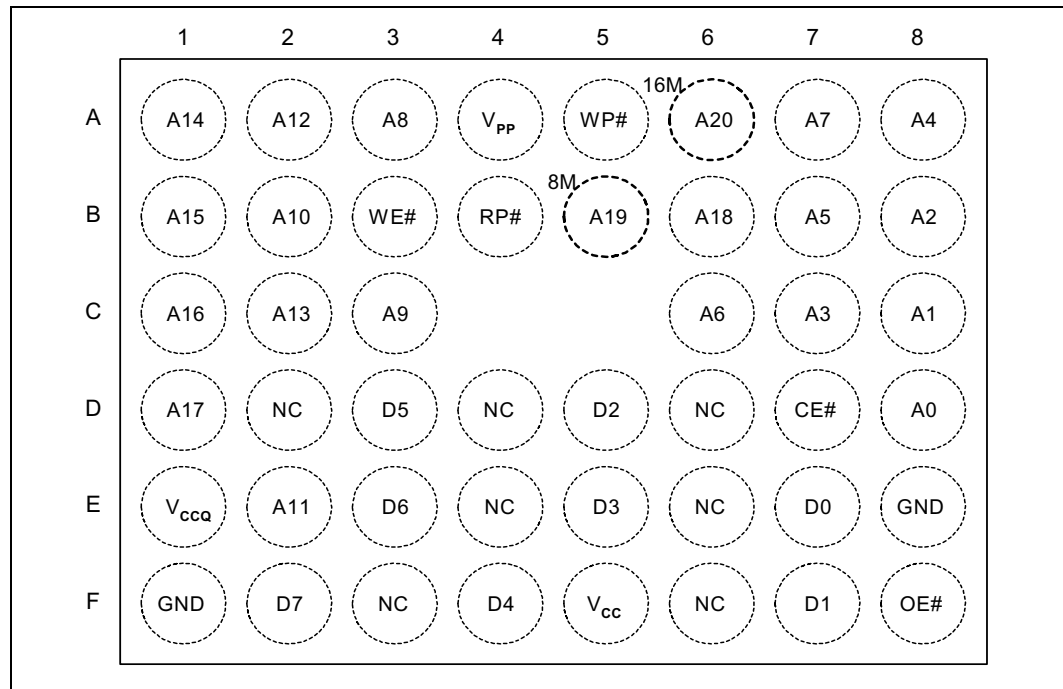 1 2 3 4 5 6 7 8
16M
A A14 A12 A8 VPP WP# A20 A7 A4
8M
B A15 A10 WE# RP# A19 A18 A5 A2
C A16 A13 A9 A6 A3 A1
D A17 NC D5 NC D2 NC CE# A0
E VCCQ A11 D6 NC D3 NC D0 GND
F GND D7 NC D4 VCC NC D1 OE#